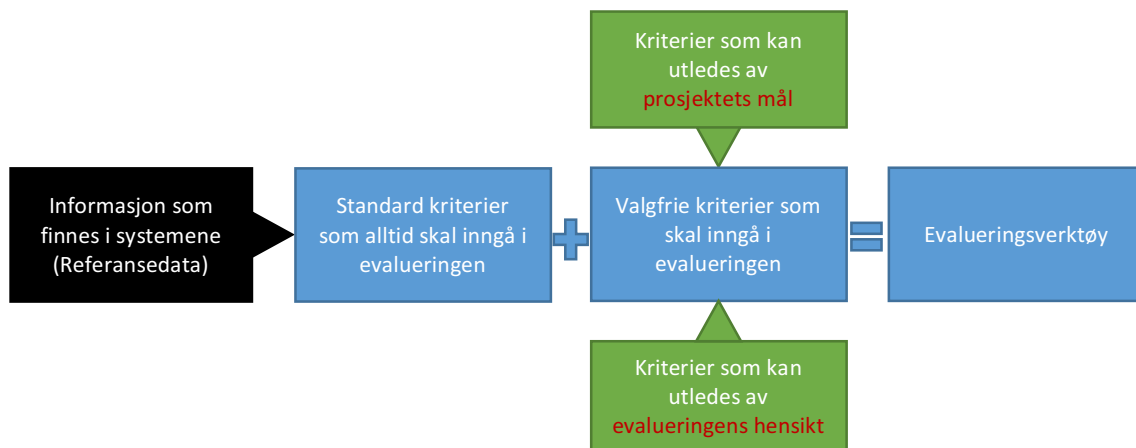 Kriterier som kan
utledes av
prosjektets mål
Informasjon som
finnes i systemene
(Referansedata)
Standard kriterier
som alltid skal inngå i
evalueringen
Valgfrie kriterier som
skal inngå i
evalueringen
Evalueringsverktøy
Kriterier som kan
utledes av
evalueringens hensikt